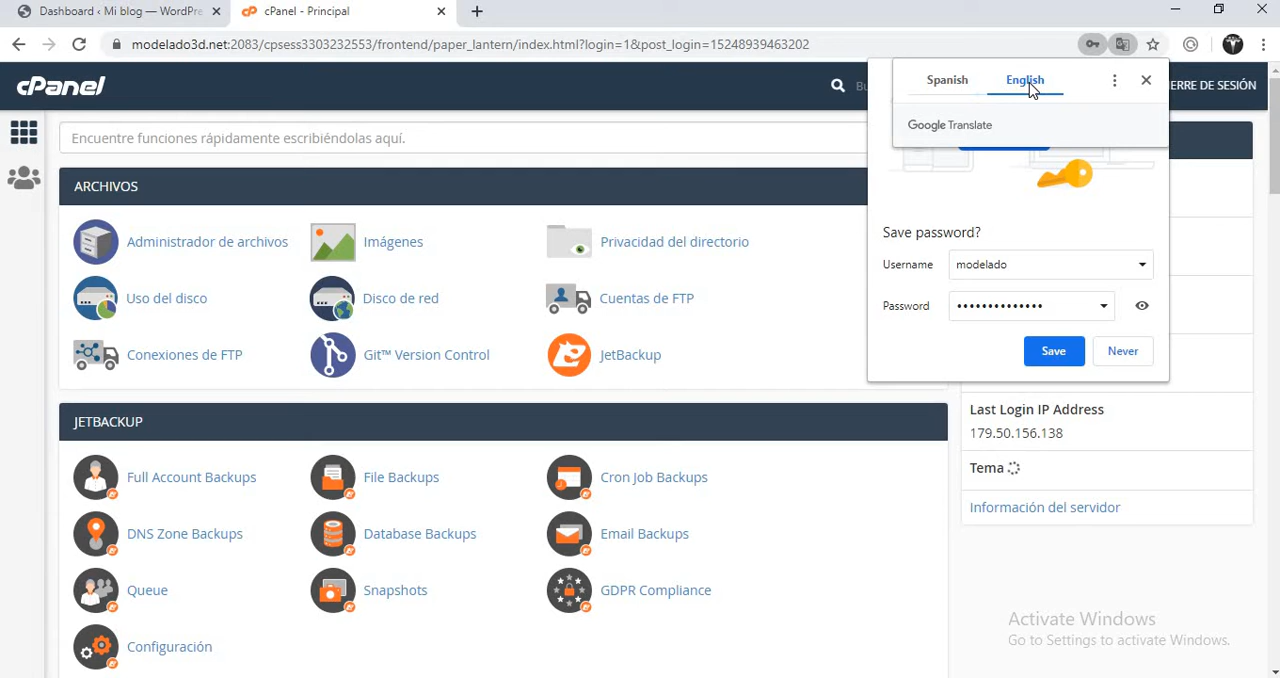 Dashboard ‹ Mi blog — WordPre
cPanel - Principal
modelado3d.net:2083/cpsess3303232553/frontend/paper_lantern/index.html?login=1&post_login=15248939463202
cPanel
Bu
ERRE DE SESIÓN
Spanish
English
Google Translate
Encuentre funciones rápidamente escribiéndolas aquí.
ARCHIVOS
Administrador de archivos
Imágenes
Privacidad del directorio
Uso del disco
Disco de red
Cuentas de FTP
Conexiones de FTP
Git™ Version Control
JetBackup
Save password?
Username
modelado
Password
••••••••••••••
Save
Never
JETBACKUP
Full Account Backups
File Backups
Cron Job Backups
DNS Zone Backups
Database Backups
Email Backups
Queue
Snapshots
GDPR Compliance
Configuración
Last Login IP Address
179.50.156.138
Tema
Información del servidor
Activate Windows
Go to Settings to activate Windows.